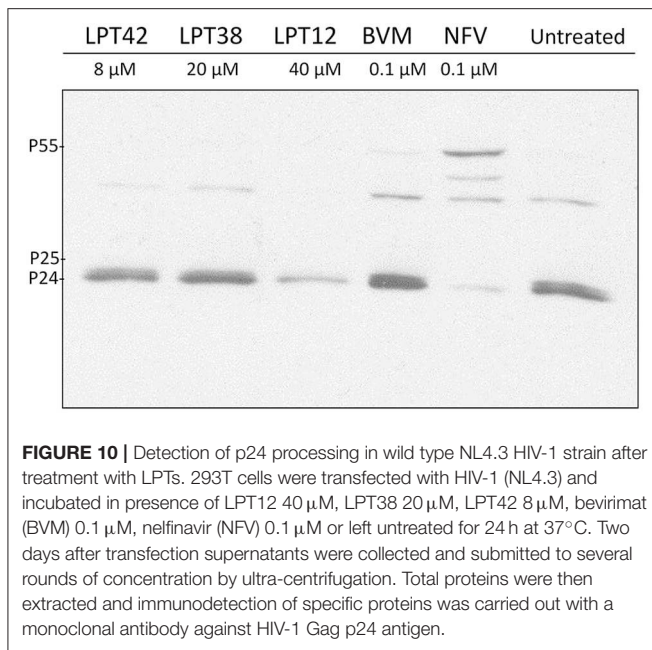 LPT42 LPT38 LPT12 BVM NFV Untreated
8 µM 20 µM 40 µM 0.1 µM 0.1 µM
P55-
P25
P24-
FIGURE 10 | Detection of p24 processing in wild type NL4.3 HIV-1 strain after
treatment with LPTs. 293T cells were transfected with HIV-1 (NL4.3) and
incubated in presence of LPT12 40 µM, LPT38 20 µM, LPT42 8 µM, bevirimat
(BVM) 0.1 µM, nelfinavir (NFV) 0.1 µM or left untreated for 24 h at 37°C. Two
days after transfection supernatants were collected and submitted to several
rounds of concentration by ultra-centrifugation. Total proteins were then
extracted and immunodetection of specific proteins was carried out with a
monoclonal antibody against HIV-1 Gag p24 antigen.